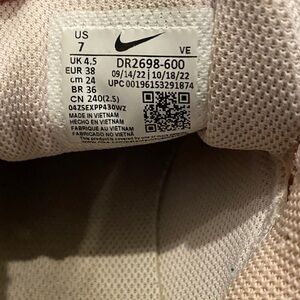 US
7 VE
UK 4.5 DR2698-600
EUR 38 09/14/22 | 10/18/22
cm 24 UPC 00196153291874
BR 36
CN 240(2.5)
04ZSEXPP430W2
MADE IN VIETNAM
HECHO EN VIETNAM
FABRIQUE AU VIETNAM
FABRICADO NO VIETNÃ